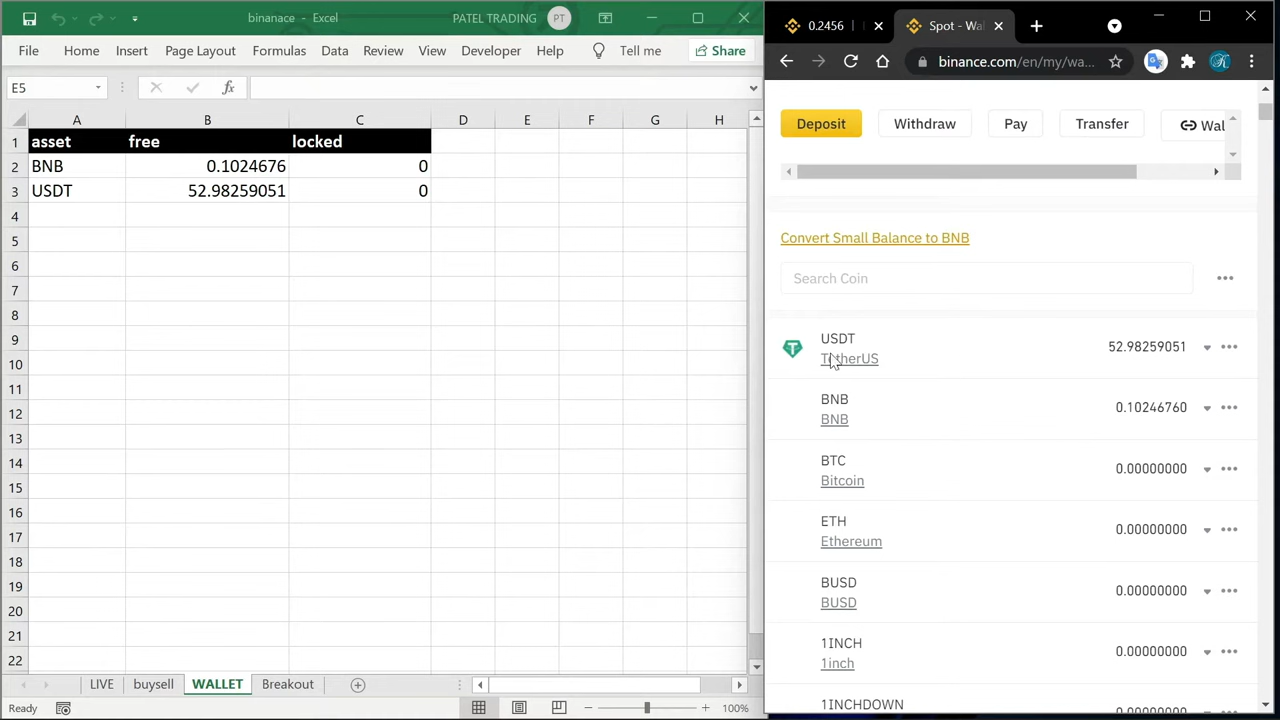 binanace - Excel
PATEL TRADING
PT
File Home Insert Page Layout Formulas Data Review View Developer Help Tell me Share
E5
fx
A B C D E F G H
1 asset free locked
2 BNB 0.1024676 0
3 USDT 52.98259051 0
4
5
6
7
8
9
10
11
12
13
14
15
16
17
18
19
20
21
22
LIVE buysell WALLET Breakout
Ready
100%
0.2456
Spot - Wal
binance.com/en/my/wa...
Deposit Withdraw Pay Transfer Wal
Convert Small Balance to BNB
Search Coin
USDT
TetherUS
52.98259051
BNB
BNB
0.10246760
BTC
Bitcoin
0.00000000
ETH
Ethereum
0.00000000
BUSD
BUSD
0.00000000
1INCH
1inch
0.00000000
1INCHDOWN